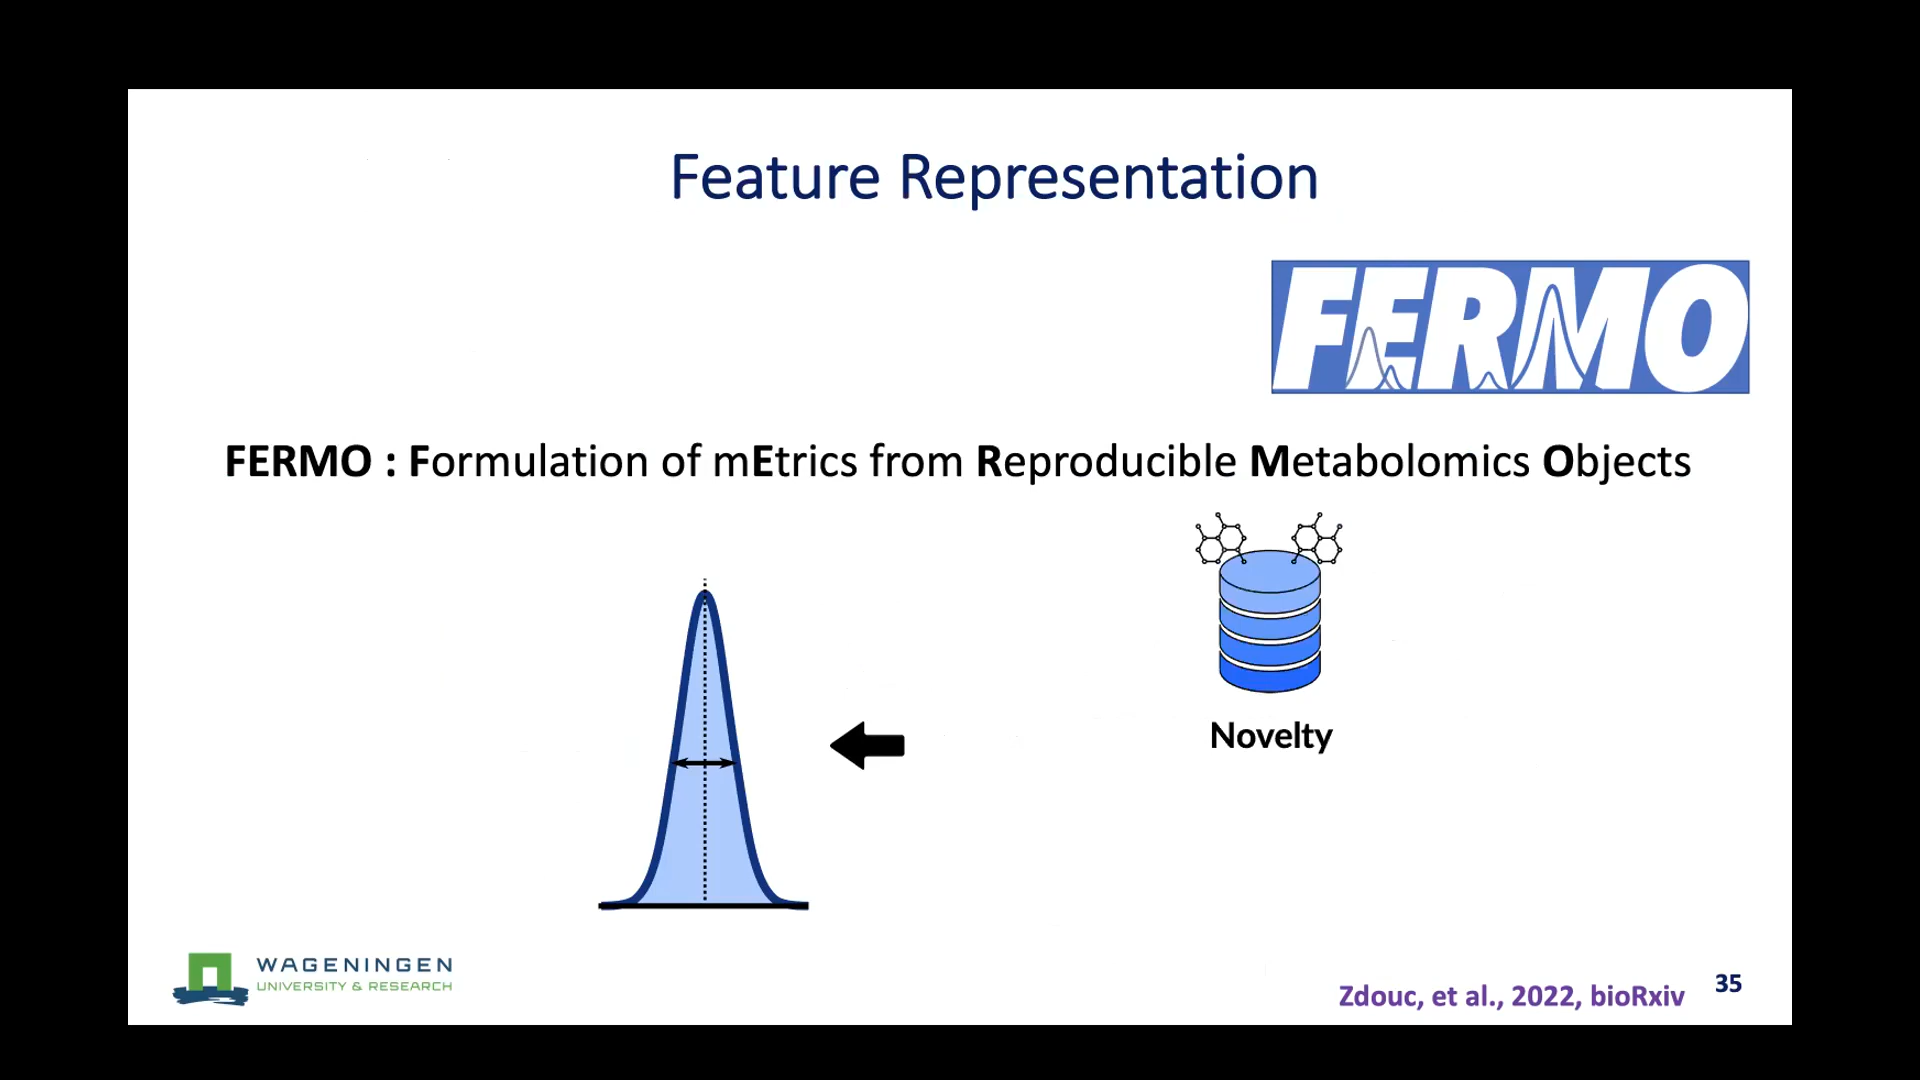 Feature Representation
FERMO
FERMO : Formulation of mEtrics from Reproducible Metabolomics Objects
Novelty
WAGENINGEN
UNIVERSITY & RESEARCH
Zdouc, et al., 2022, bioRxiv
35